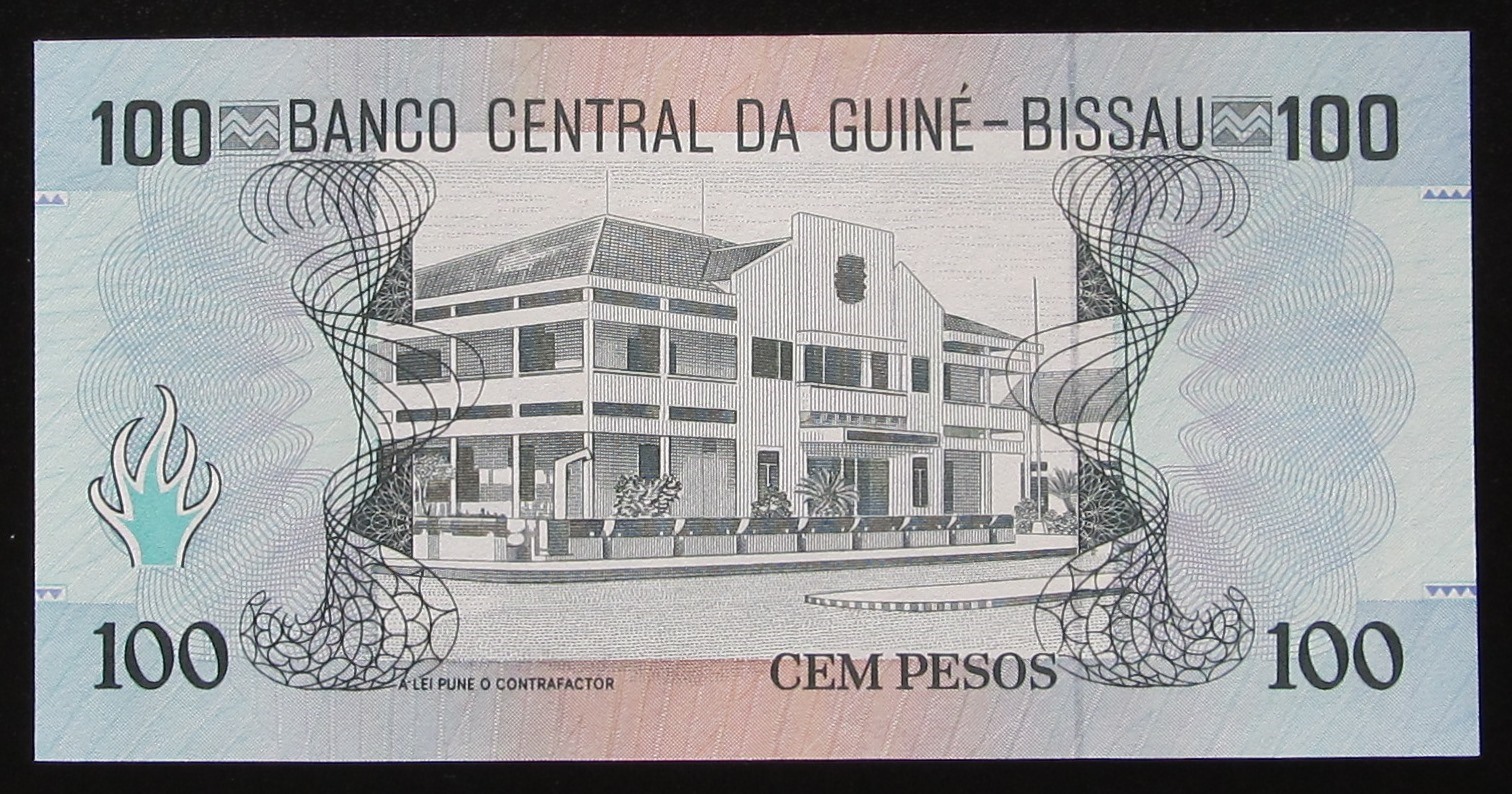 100 BANCO CENTRAL DA GUINÉ-BISSAU 100
100 A LEI PUNE O CONTRAFACTOR CEM PESOS 100